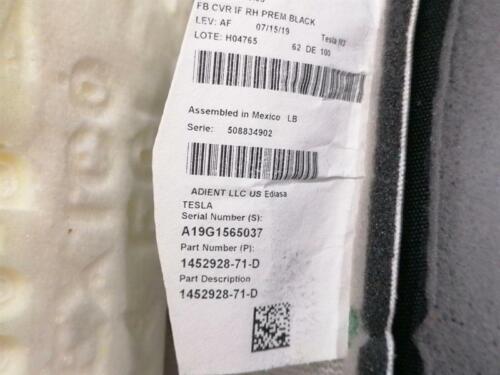 FB CVR IF RH PREM BLACK
LEV: AF 07/15/19 Tesla M3
LOTE: H04765 62 DE 100
Assembled in Mexico LB
Serie: 508834902
ADIENT LLC US Ediasa
TESLA
Serial Number (S):
A19G1565037
Part Number (P):
1452928-71-D
Part Description
1452928-71-D